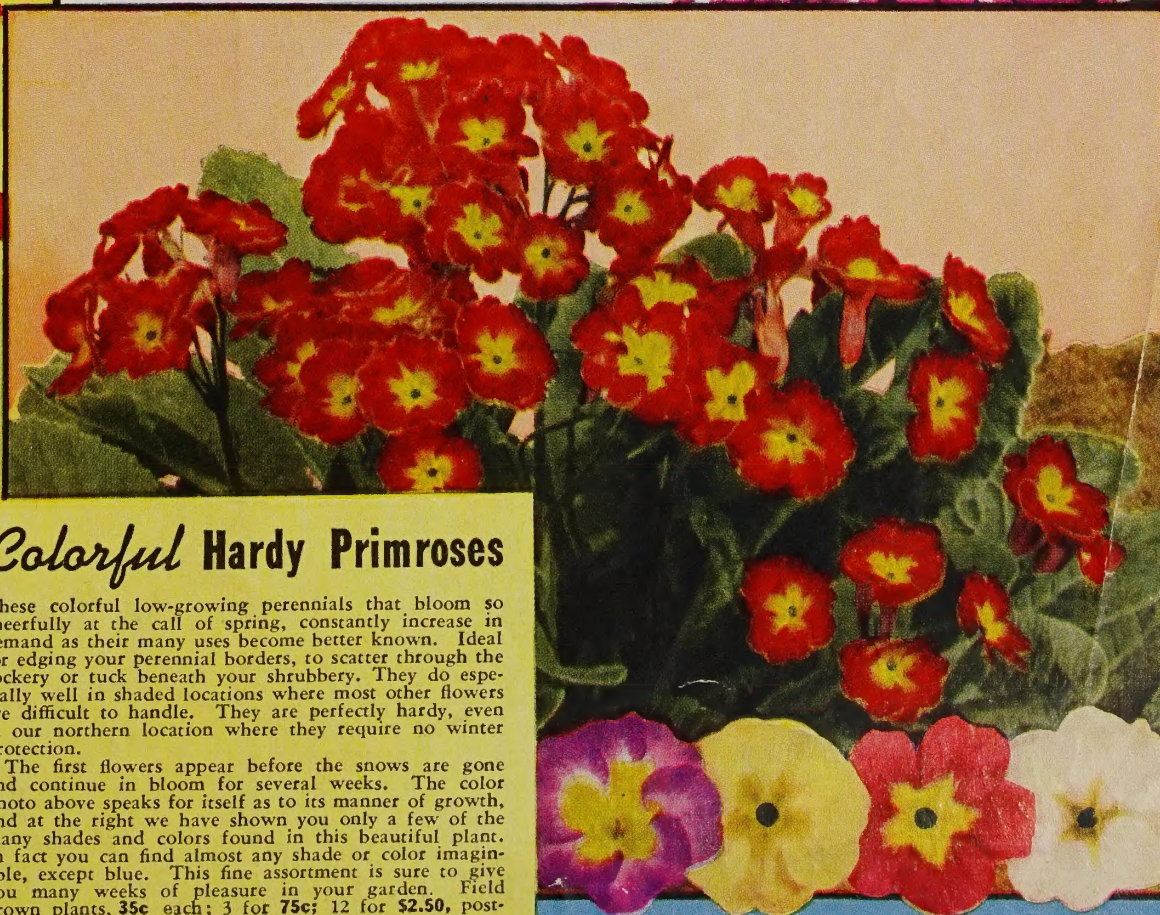 Colorful Hardy Primroses
hese colorful low-growing perennials that bloom so
eerfully at the call of spring, constantly increase in
emand as their many uses become better known. Ideal
r edging your perennial borders, to scatter through the
ockery or tuck beneath your shrubbery. They do espe-
ally well in shaded locations where most other flowers
e difficult to handle. They are perfectly hardy, even
our northern location where they require no winter
rotection.
The first flowers appear before the snows are gone
nd continue in bloom for several weeks. The color
hoto above speaks for itself as to its manner of growth,
nd at the right we have shown you only a few of the
any shades and colors found in this beautiful plant.
fact you can find almost any shade or color imagin-
ble, except blue. This fine assortment is sure to give
ou many weeks of pleasure in your garden. Field
rown plants, 35c each; 3 for 75c; 12 for $2.50, post-